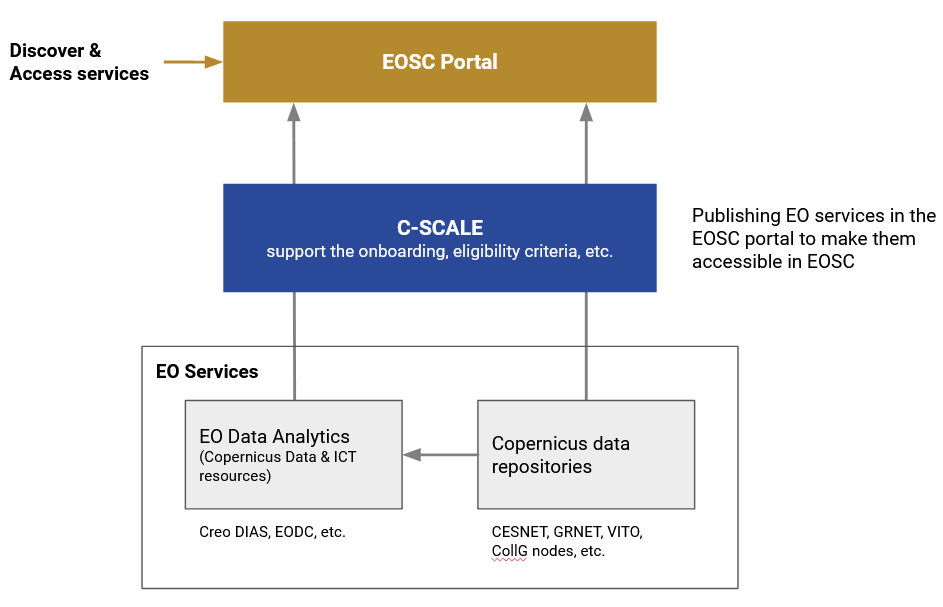 Discover &
Access services
EOSC Portal
C-SCALE
support the onboarding, eligibility criteria, etc.
Publishing EO services in the
EOSC portal to make them
accessible in EOSC
EO Services
EO Data Analytics
(Copernicus Data & ICT
resources)
Copernicus data
repositories
Creo DIAS, EODC, etc.
CESNET, GRNET, VITO,
CollG nodes, etc.